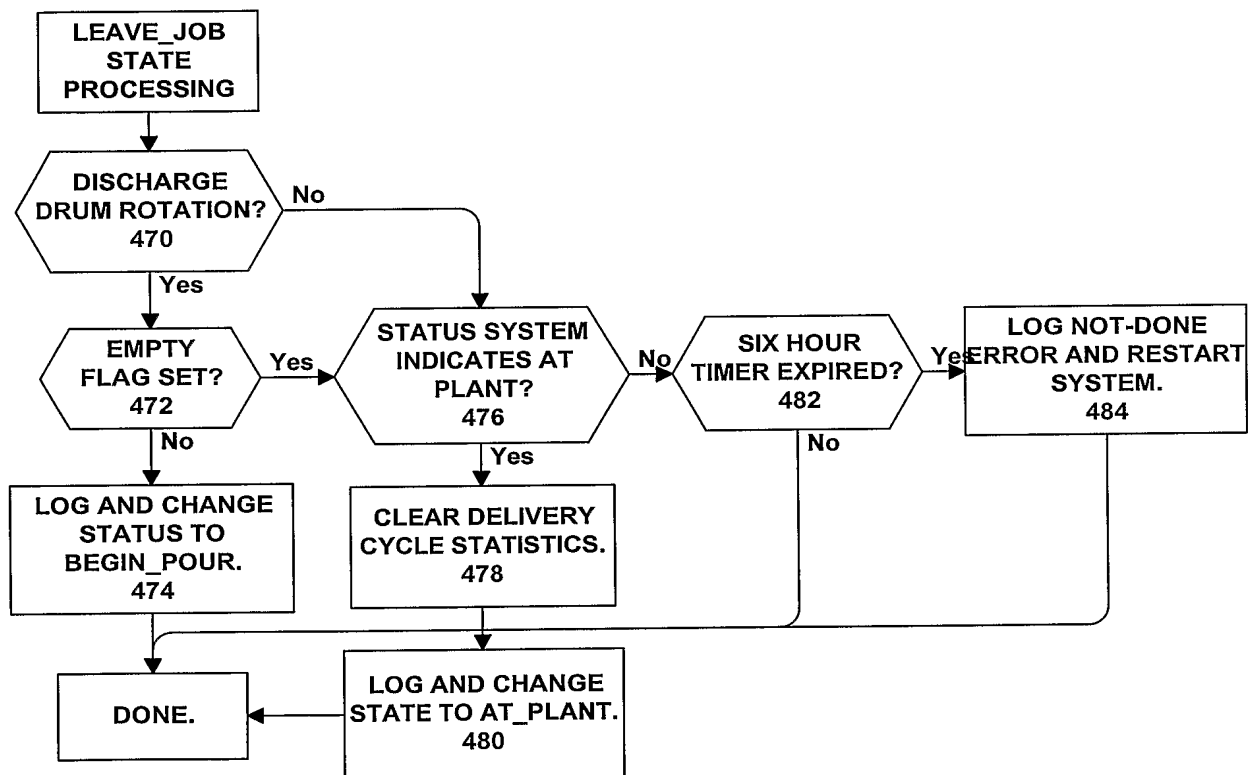 LEAVE_JOB
STATE
PROCESSING
DISCHARGE
DRUM ROTATION?
470
No
Yes
EMPTY
FLAG SET?
472
Yes
No
STATUS SYSTEM
INDICATES AT
PLANT?
476
No
Yes
SIX HOUR
TIMER EXPIRED?
482
Yes
No
LOG NOT-DONE
ERROR AND RESTART
SYSTEM.
484
LOG AND CHANGE
STATUS TO
BEGIN_POUR.
474
CLEAR DELIVERY
CYCLE STATISTICS.
478
DONE.
LOG AND CHANGE
STATE TO AT_PLANT.
480